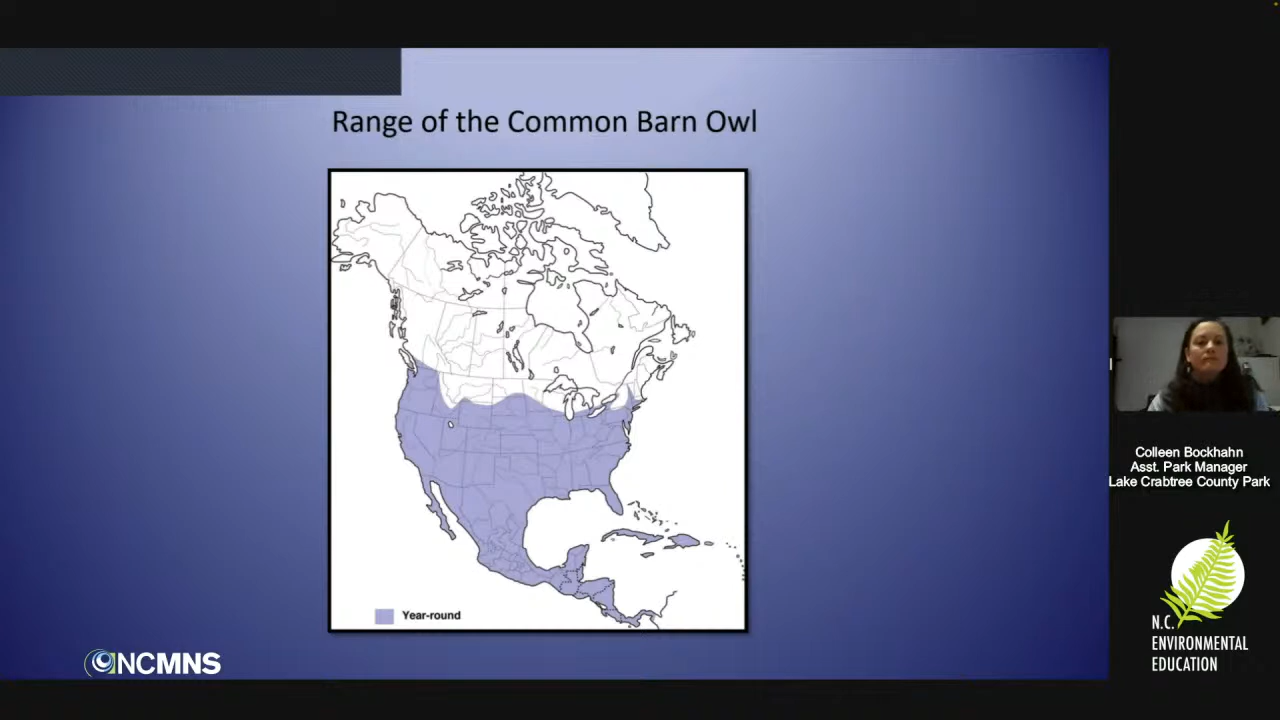 Range of the Common Barn Owl
Year-round
NCMNS
Colleen Bockhahn
Asst. Park Manager
Lake Crabtree County Park
N.C.
ENVIRONMENTAL
EDUCATION